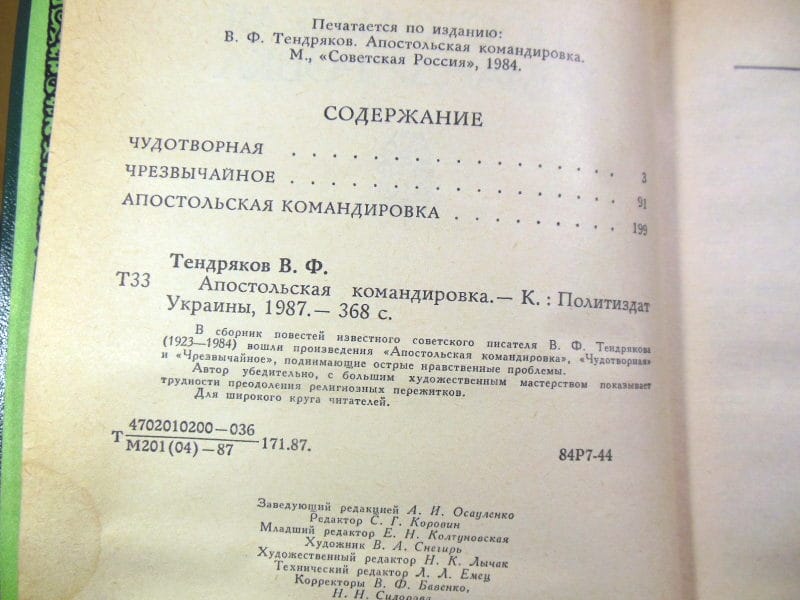 Печатается по изданию:
В. Ф. Тендряков. Апостольская командировка.
М., «Советская Россия», 1984.
СОДЕРЖАНИЕ
ЧУДОТВОРНАЯ . . . . . . . . . . . . . . 3
ЧРЕЗВЫЧАЙНОЕ . . . . . . . . . . . . . . 91
АПОСТОЛЬСКАЯ КОМАНДИРОВКА . . . . . . . . 199
Тендряков В. Ф.
Т33 Апостольская командировка.— К. : Политиздат
Украины, 1987.— 368 с.
В сборник повестей известного советского писателя В. Ф. Тендрякова
(1923—1984) вошли произведения «Апостольская командировка», «Чудотворная»
и «Чрезвычайное», поднимающие острые нравственные проблемы.
Автор убедительно, с большим художественным мастерством показывает
трудности преодоления религиозных пережитков.
Для широкого круга читателей.
Т 4702010200—036 171.87.
М201(04)—87
84Р7-44
Заведующий редакцией А. И. Осауленко
Редактор С. Г. Коровин
Младший редактор Е. Н. Колтуновская
Художник В. А. Снегирь
Художественный редактор Н. К. Лычак
Технический редактор Л. Л. Емец
Корректоры В. Ф. Бавенко,
Н. Н. Сидорова